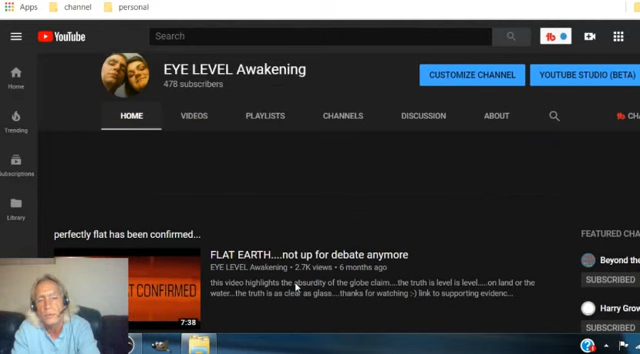 Apps channel personal
YouTube
Search
EYE LEVEL Awakening
478 subscribers
CUSTOMIZE CHANNEL YOUTUBE STUDIO (BETA)
HOME VIDEOS PLAYLISTS CHANNELS DISCUSSION ABOUT
Home
Trending
Subscriptions
Library
perfectly flat has been confirmed...
FEATURED CHA
FLAT EARTH....not up for debate anymore
EYE LEVEL Awakening • 2.7K views • 6 months ago
this video highlights the absurdity of the globe claim....the truth is level is level.....on land or the
water...the truth is as clear as glass....thanks for watching :-) link to supporting evidenc...
CONFIRMED
7:38
Beyond the
SUBSCRIBED
Harry Grow
SUBSCRIBED